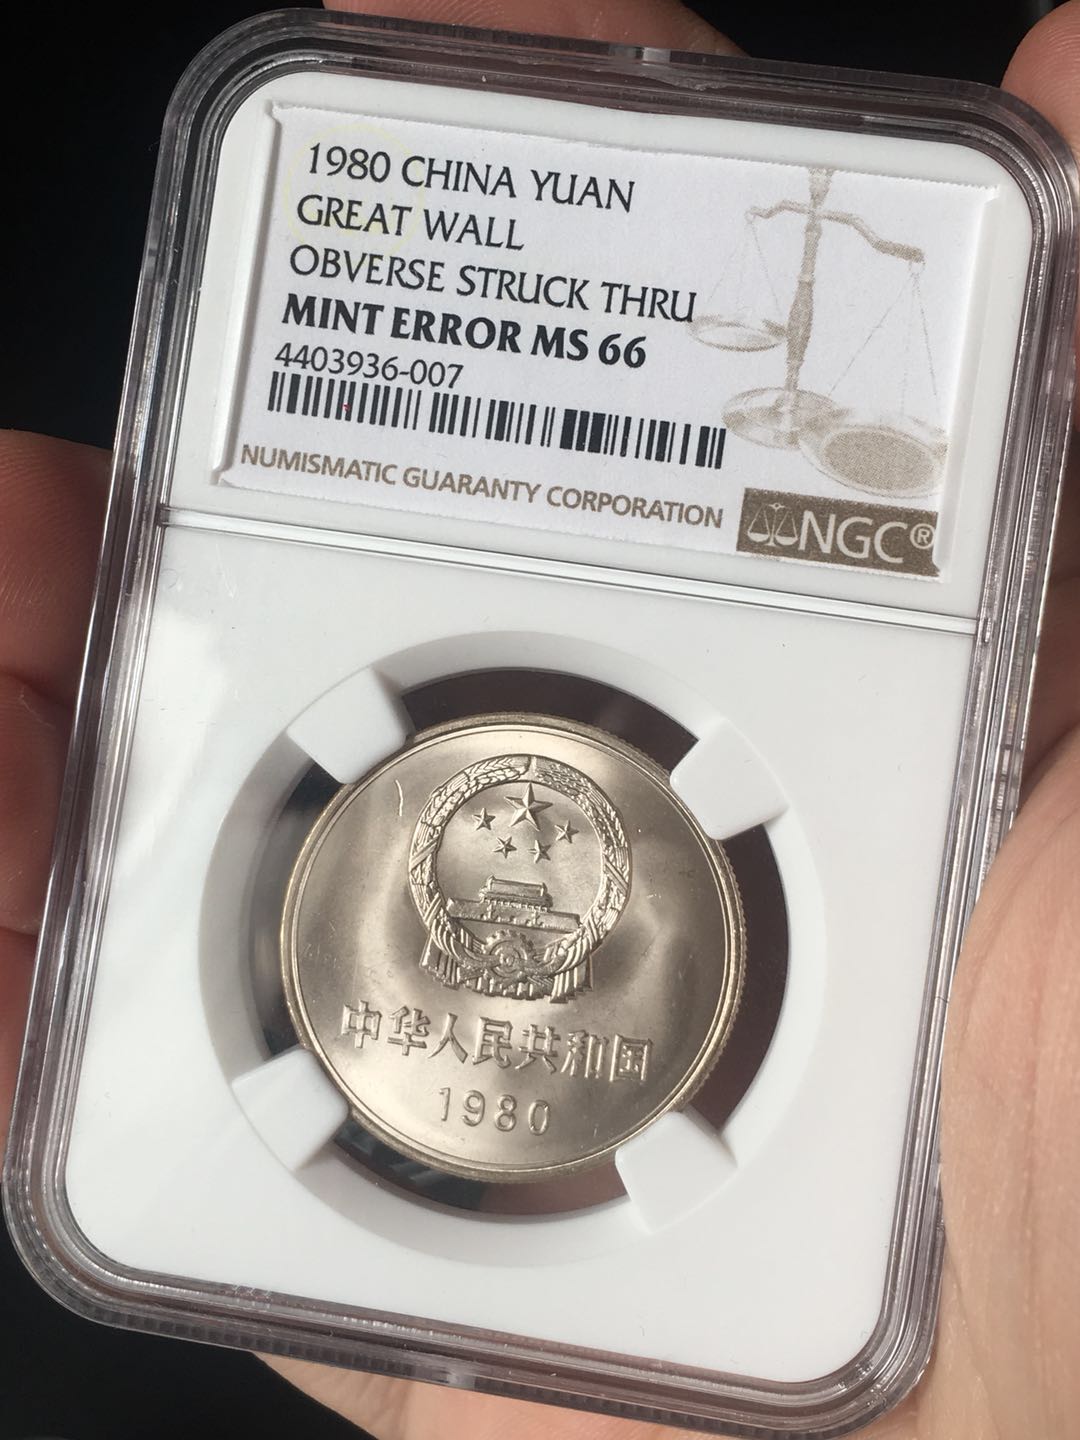 1980 CHINA YUAN
GREAT WALL
OBVERSE STRUCK THRU
MINT ERROR MS 66
4403936-007
NUMISMATIC GUARANTY CORPORATION
NGC®
中华人民共和国
1980